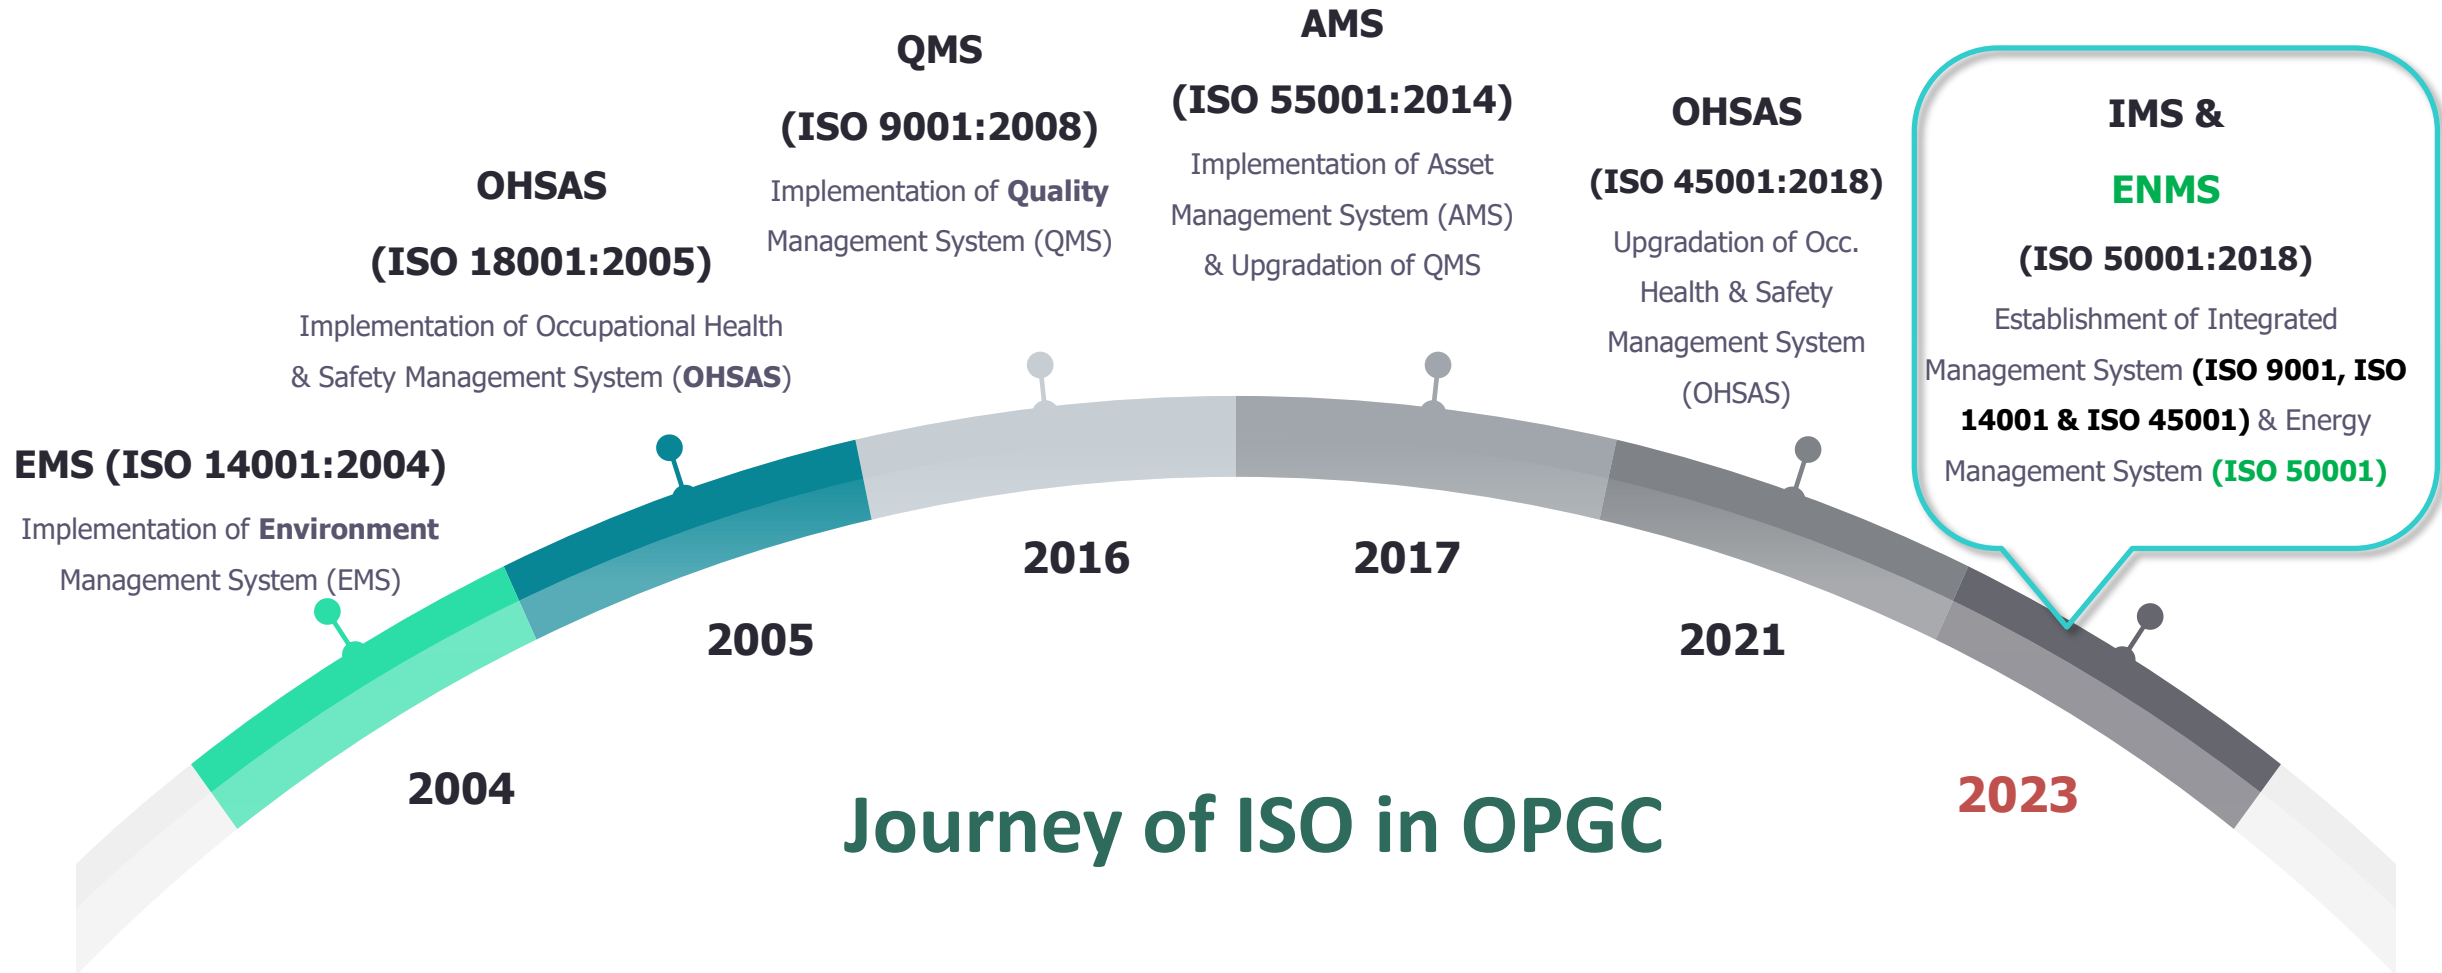 EMS (ISO 14001:2004)
Implementation of Environment
Management System (EMS)
2004
OHSAS
(ISO 18001:2005)
Implementation of Occupational Health
& Safety Management System (OHSAS)
2005
QMS
(ISO 9001:2008)
Implementation of Quality
Management System (QMS)
2016
AMS
(ISO 55001:2014)
Implementation of Asset
Management System (AMS)
& Upgradation of QMS
2017
OHSAS
(ISO 45001:2018)
Upgradation of Occ.
Health & Safety
Management System
(OHSAS)
2021
IMS &
ENMS
(ISO 50001:2018)
Establishment of Integrated
Management System (ISO 9001, ISO
14001 & ISO 45001) & Energy
Management System (ISO 50001)
2023
Journey of ISO in OPGC